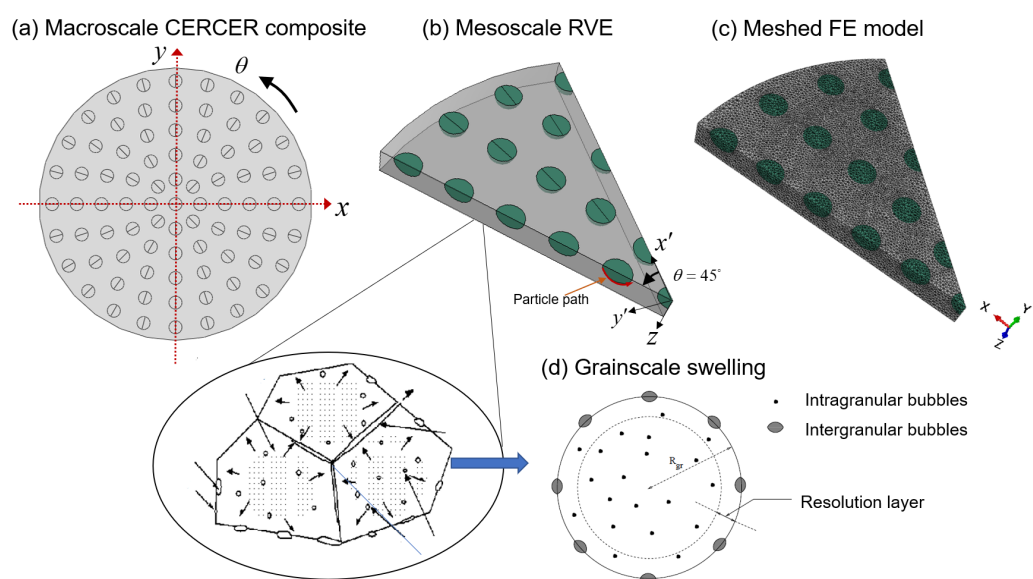 (a) Macroscale CERCER composite
y
θ
x
(b) Mesoscale RVE
x′
θ = 45°
Particle path
y′
z
(c) Meshed FE model
X
Y
Z
(d) Grainscale swelling
Intragranular bubbles
Intergranular bubbles
R_gr
Resolution layer